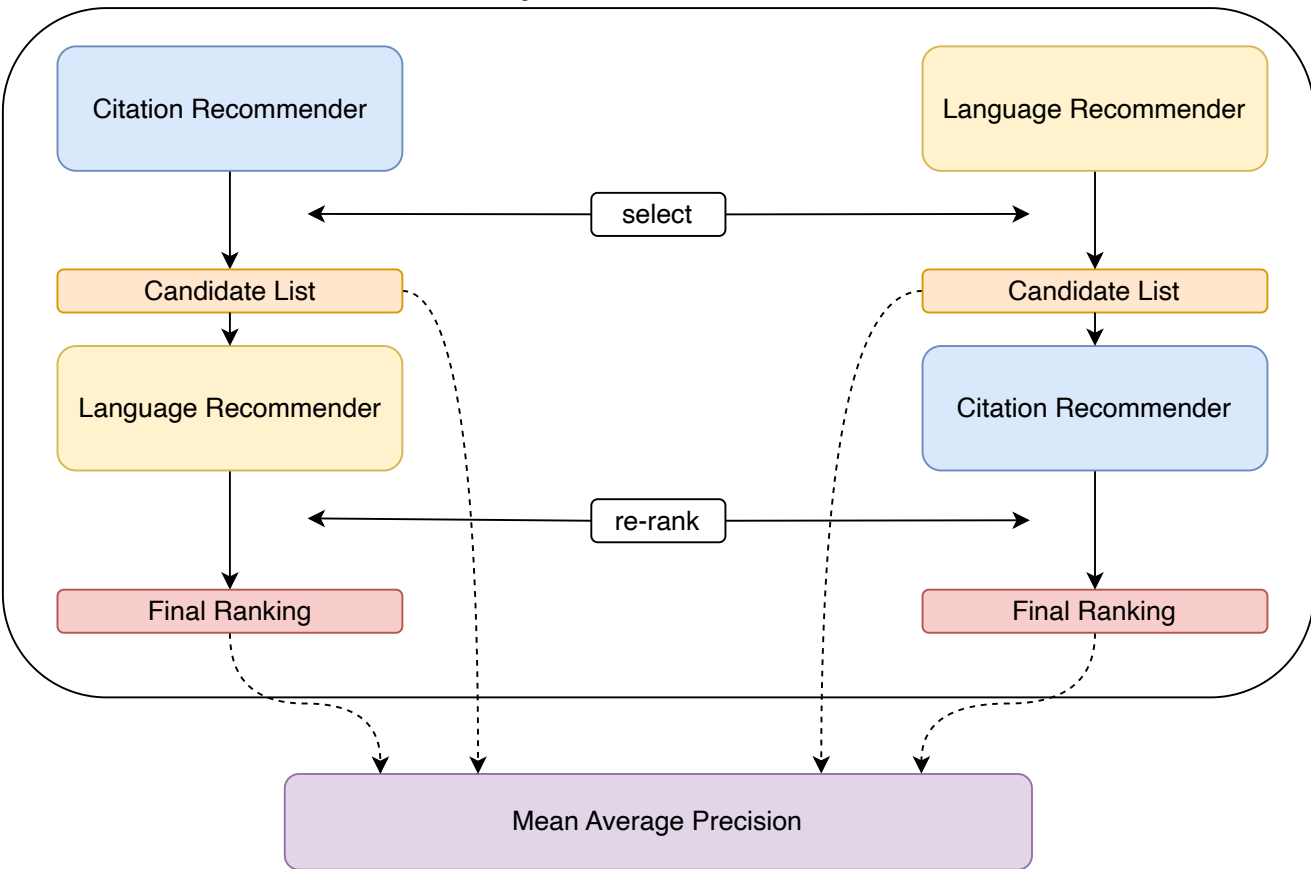 Citation Recommender
Language Recommender
select
Candidate List
Candidate List
Language Recommender
Citation Recommender
re-rank
Final Ranking
Final Ranking
Mean Average Precision